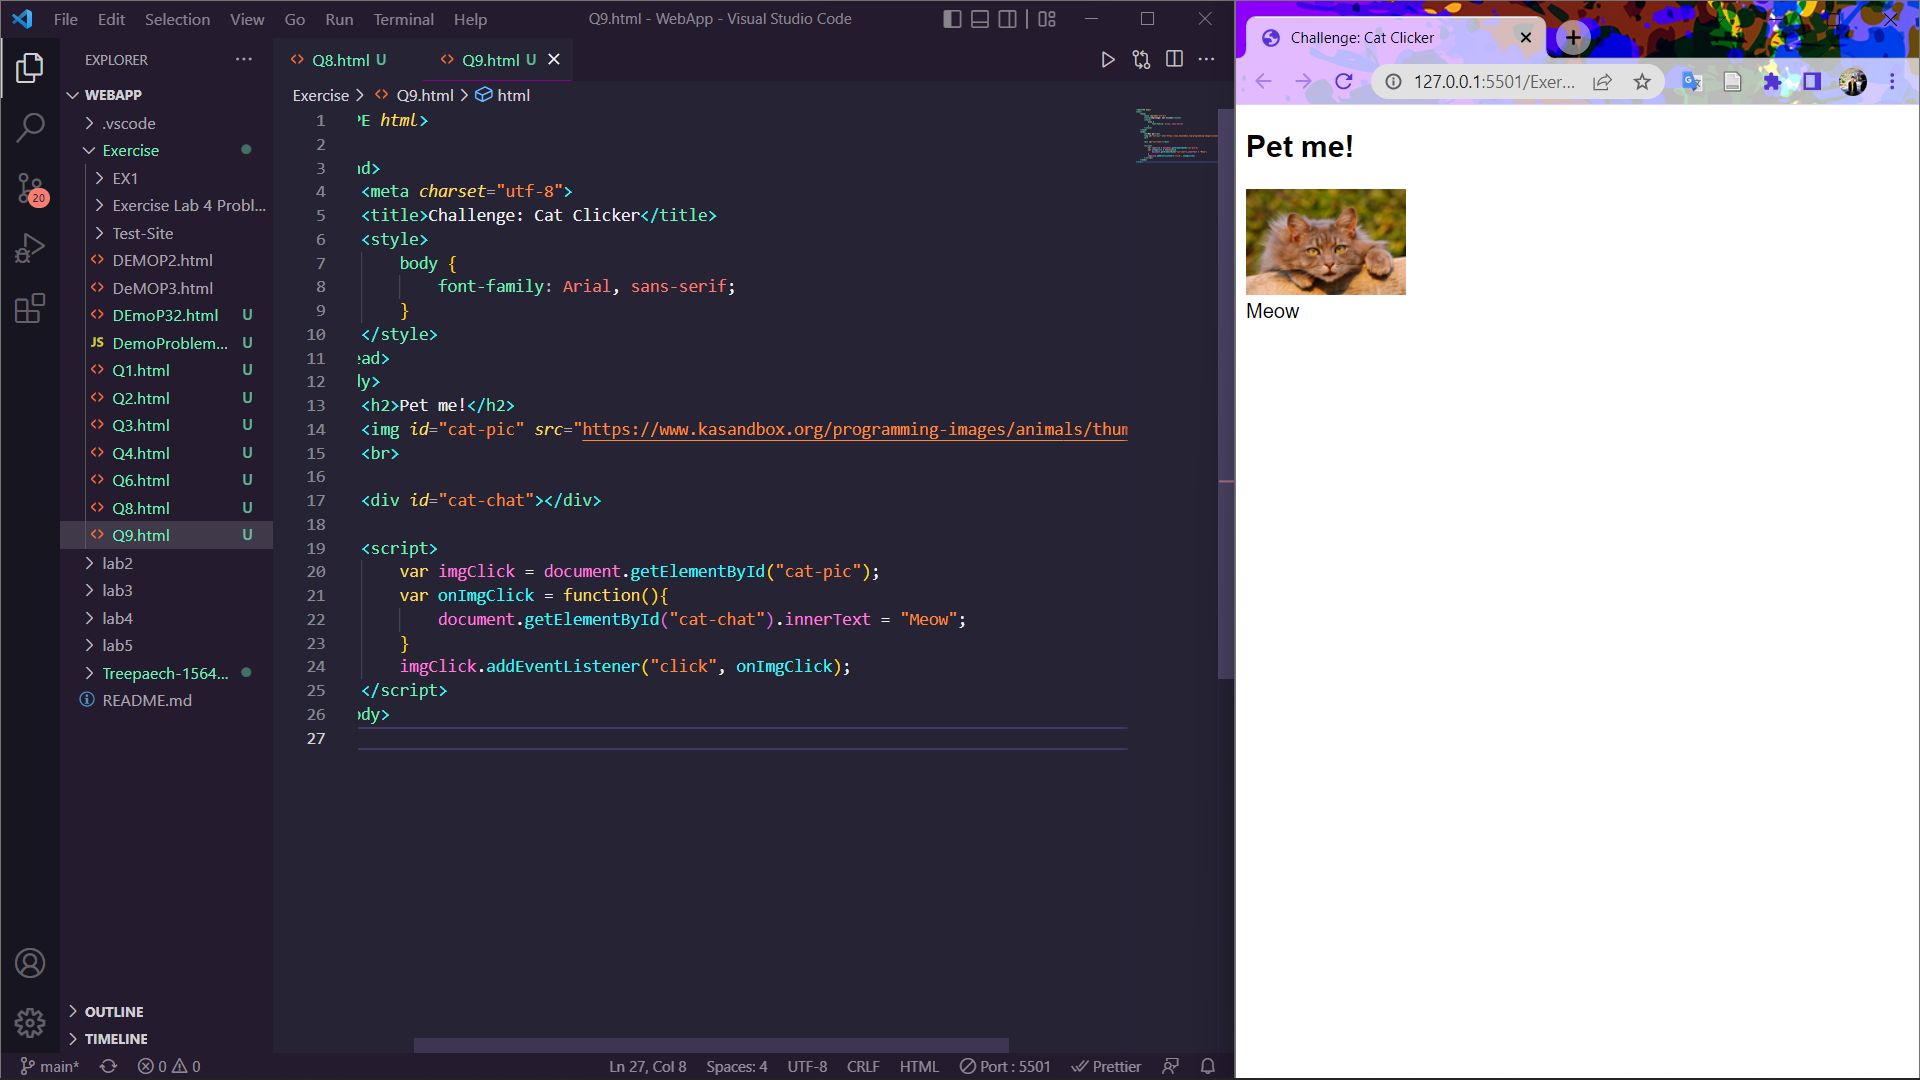 File Edit Selection View Go Run Terminal Help
Q9.html - WebApp - Visual Studio Code
EXPLORER
WEBAPP
.vscode
Exercise
EX1
Exercise Lab 4 Probl...
Test-Site
DEMOP2.html
DeMOP3.html
DEmoP32.html U
JS DemoProblem... U
Q1.html U
Q2.html U
Q3.html U
Q4.html U
Q6.html U
Q8.html U
Q9.html U
lab2
lab3
lab4
lab5
Treepaech-1564...
README.md
OUTLINE
TIMELINE
20
Q8.html U
Q9.html U
Exercise > Q9.html > html
1 PE html>
2
3 ad>
4 <meta charset="utf-8">
5 <title>Challenge: Cat Clicker</title>
6 <style>
7 body {
8 font-family: Arial, sans-serif;
9 }
10 </style>
11 ead>
12 dy>
13 <h2>Pet me!</h2>
14 <img id="cat-pic" src="https://www.kasandbox.org/programming-images/animals/thum
15 <br>
16
17 <div id="cat-chat"></div>
18
19 <script>
20 var imgClick = document.getElementById("cat-pic");
21 var onImgClick = function(){
22 document.getElementById("cat-chat").innerText = "Meow";
23 }
24 imgClick.addEventListener("click", onImgClick);
25 </script>
26 ody>
27
main* 0 0
Ln 27, Col 8 Spaces: 4 UTF-8 CRLF HTML Port : 5501 Prettier
Challenge: Cat Clicker
127.0.0.1:5501/Exer...
Pet me!
Meow